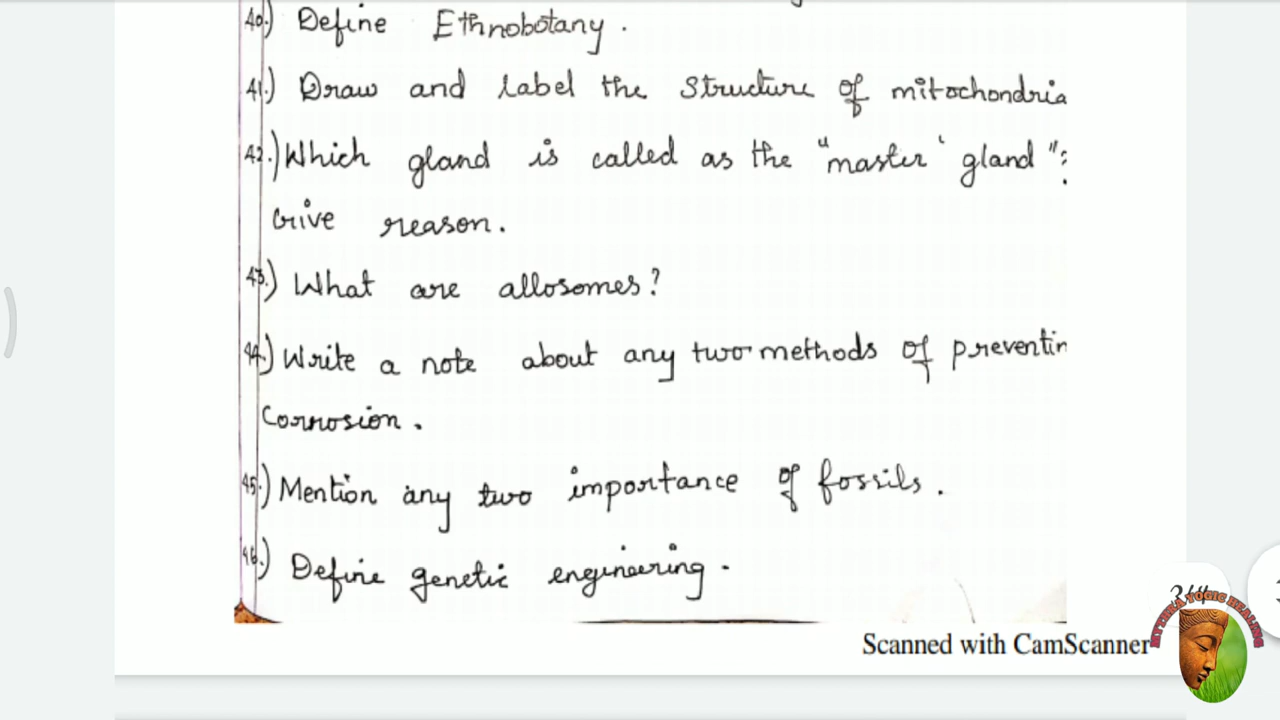 40.) Define Ethnobotany.
41.) Draw and label the structure of mitochondria
42.) Which gland is called as the "master gland":
Give reason.
43.) What are allosomes?
44.) Write a note about any two methods of preventin
Corrosion.
45.) Mention any two importance of fossils.
46.) Define genetic engineering.
Scanned with CamScanner
YOGIC HEALING